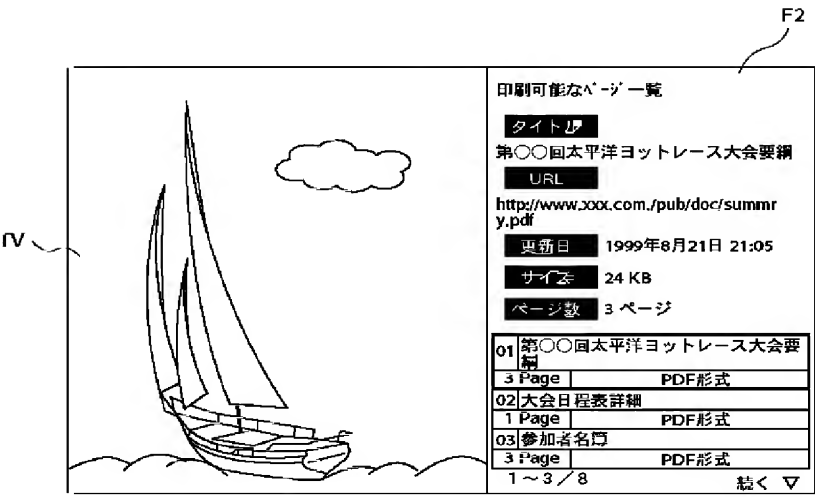 F2
印刷可能なページ一覧
タイトル
第○○回太平洋ヨットレース大会要綱
URL
http://www.xxx.com./pub/doc/summr
y.pdf
更新日 1999年8月21日 21:05
サイズ 24 KB
ページ数 3 ページ
01 第○○回太平洋ヨットレース大会要
綱
3 Page PDF形式
02 大会日程表詳細
1 Page PDF形式
03 参加者名簿
3 Page PDF形式
1～3／8 続く ▽